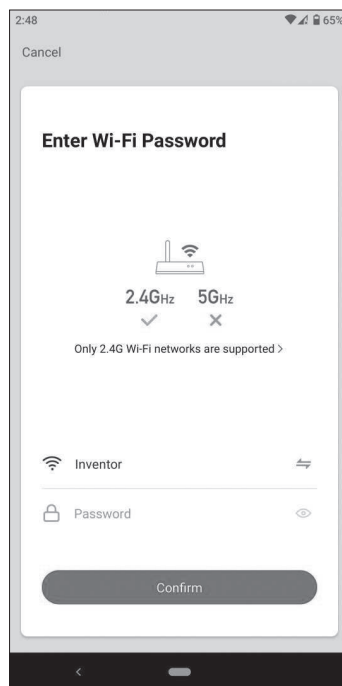 2:48
65%
Cancel
Enter Wi-Fi Password
2.4GHz 5GHz
Only 2.4G Wi-Fi networks are supported >
Inventor
Password
Confirm